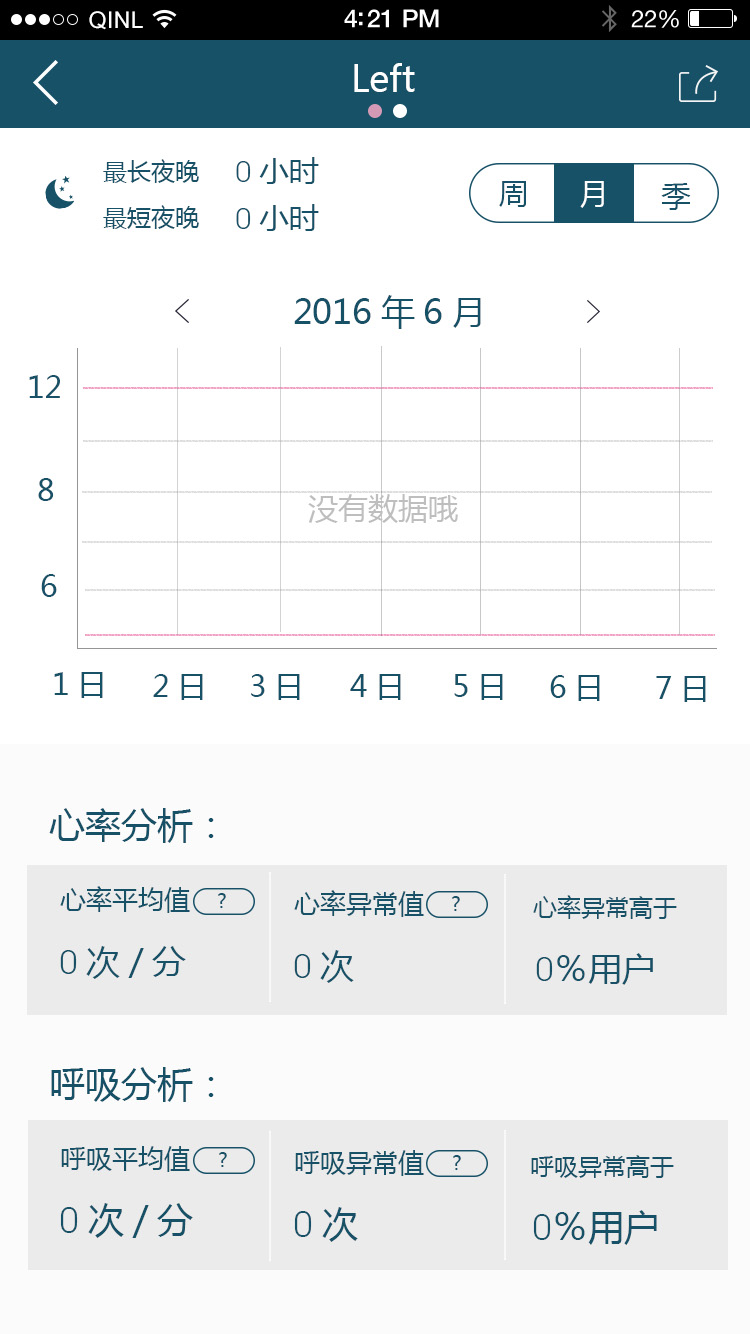 QINL 4:21 PM 22%
Left
最长夜晚 0 小时
最短夜晚 0 小时
周 月 季
< 2016 年 6 月 >
12
8
没有数据哦
6
1 日 2 日 3 日 4 日 5 日 6 日 7 日
心率分析：
心率平均值 ? 心率异常值 ? 心率异常高于
0 次 / 分 0 次 0%用户
呼吸分析：
呼吸平均值 ? 呼吸异常值 ? 呼吸异常高于
0 次 / 分 0 次 0%用户